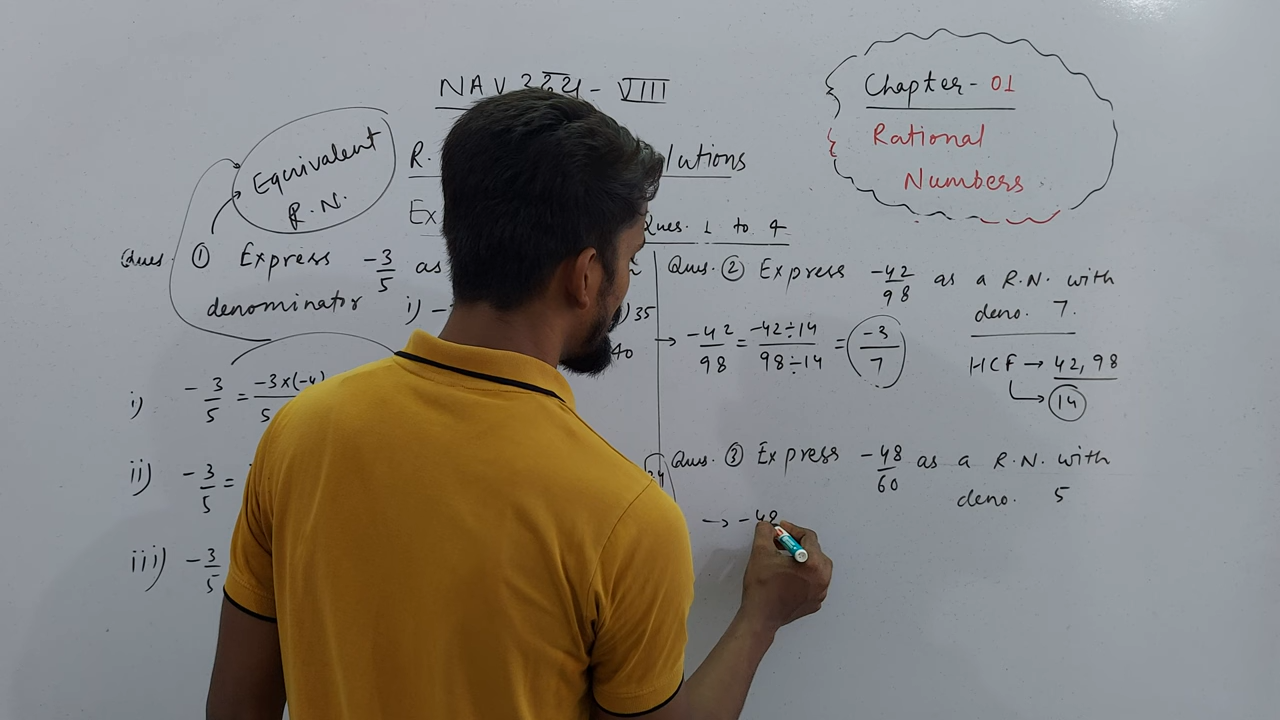 NAV
- VIII
Chapter - 01
Rational
Numbers
Equivalent
R.N.
R.
lutions
Ex
Ques. 1 to 4
Ques. ① Express -3/5 as
denominator i) -
35
40
i) -3/5 = -3×(-4)
5
ii) -3/5 =
iii) -3
5
Ques. ② Express -42/98 as a R.N. with
deno. 7.
→ -42/98 = -42÷14/98÷14 = -3/7
HCF → 42, 98
14
Ques. ③ Express -48/60 as a R.N. with
deno. 5
→ -48